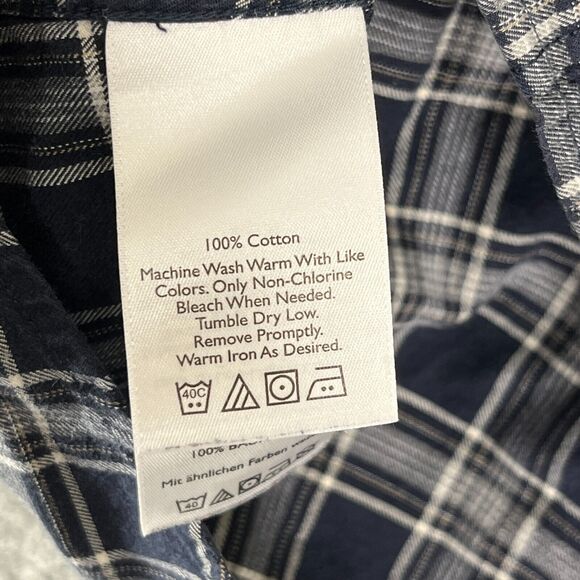 100% Cotton
Machine Wash Warm With Like
Colors. Only Non-Chlorine
Bleach When Needed.
Tumble Dry Low.
Remove Promptly.
Warm Iron As Desired.
40C
100%
Mit ähnlichen Farben
40